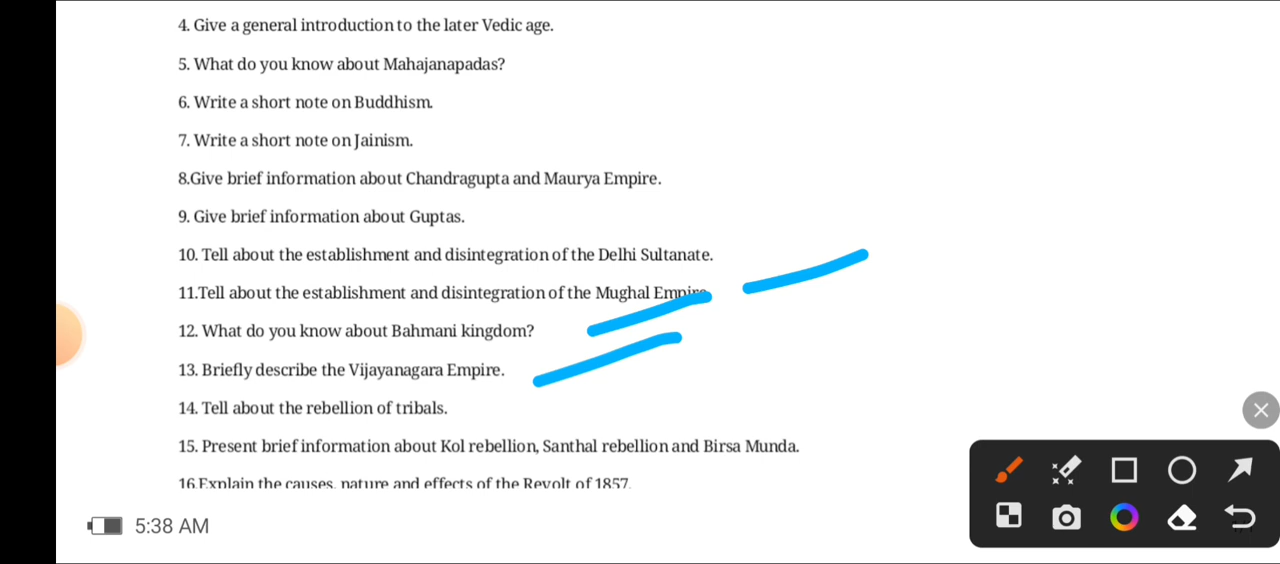 4. Give a general introduction to the later Vedic age.
5. What do you know about Mahajanapadas?
6. Write a short note on Buddhism.
7. Write a short note on Jainism.
8.Give brief information about Chandragupta and Maurya Empire.
9. Give brief information about Guptas.
10. Tell about the establishment and disintegration of the Delhi Sultanate.
11.Tell about the establishment and disintegration of the Mughal Empire.
12. What do you know about Bahmani kingdom?
13. Briefly describe the Vijayanagara Empire.
14. Tell about the rebellion of tribals.
15. Present brief information about Kol rebellion, Santhal rebellion and Birsa Munda.
16.Explain the causes, nature and effects of the Revolt of 1857.
5:38 AM